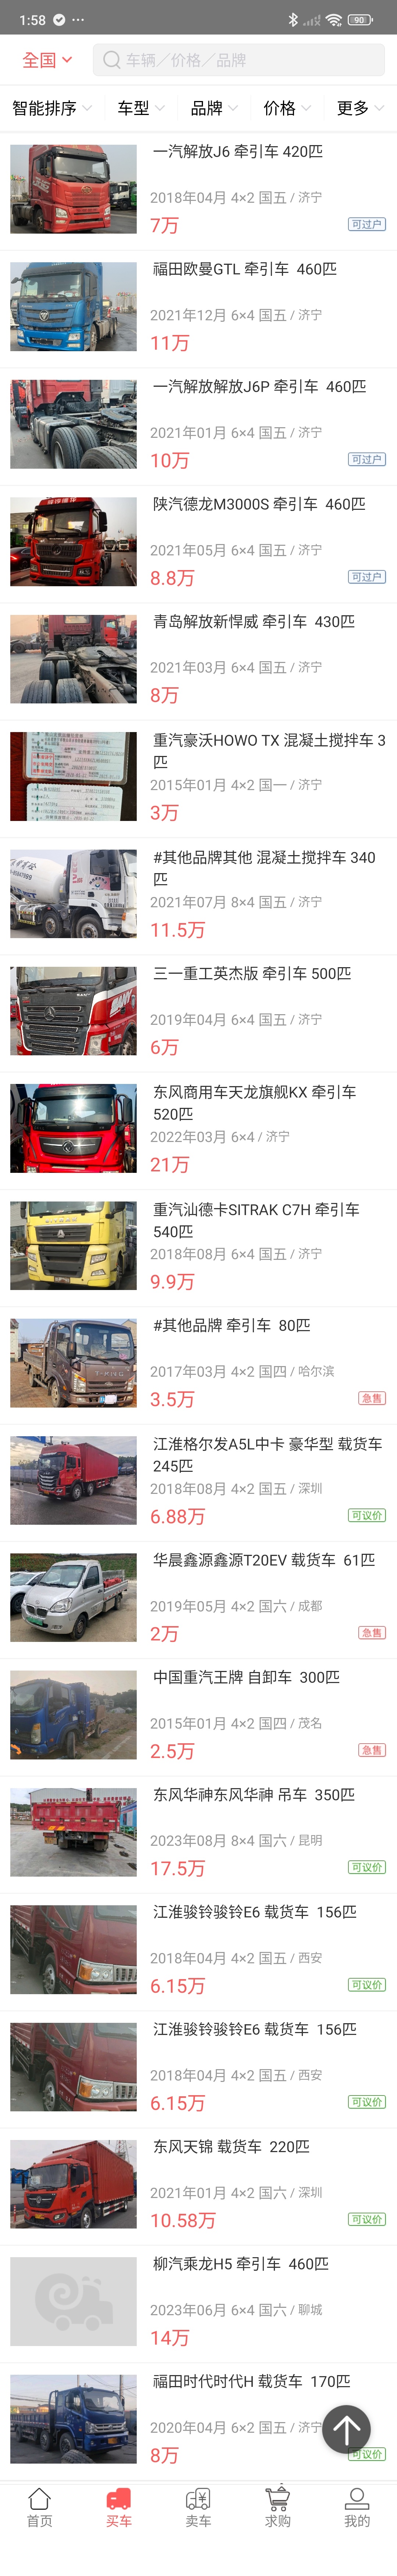 1:58
90
全国
车辆／价格／品牌
智能排序 车型 品牌 价格 更多
一汽解放J6 牵引车 420匹
2018年04月 4×2 国五 / 济宁
7万
可过户
福田欧曼GTL 牵引车 460匹
2021年12月 6×4 国五 / 济宁
11万
一汽解放解放J6P 牵引车 460匹
2021年01月 6×4 国五 / 济宁
10万
可过户
陕汽德龙M3000S 牵引车 460匹
2021年05月 6×4 国五 / 济宁
8.8万
可过户
青岛解放新悍威 牵引车 430匹
2021年03月 6×4 国五 / 济宁
8万
重汽豪沃HOWO TX 混凝土搅拌车 3
匹
2015年01月 4×2 国一 / 济宁
3万
#其他品牌其他 混凝土搅拌车 340
匹
2021年07月 8×4 国五 / 济宁
11.5万
三一重工英杰版 牵引车 500匹
2019年04月 6×4 国五 / 济宁
6万
东风商用车天龙旗舰KX 牵引车
520匹
2022年03月 6×4 / 济宁
21万
重汽汕德卡SITRAK C7H 牵引车
540匹
2018年08月 6×4 国五 / 济宁
9.9万
#其他品牌 牵引车 80匹
2017年03月 4×2 国四 / 哈尔滨
3.5万
急售
江淮格尔发A5L中卡 豪华型 载货车
245匹
2018年08月 4×2 国五 / 深圳
6.88万
可议价
华晨鑫源鑫源T20EV 载货车 61匹
2019年05月 4×2 国六 / 成都
2万
急售
中国重汽王牌 自卸车 300匹
2015年01月 4×2 国四 / 茂名
2.5万
急售
东风华神东风华神 吊车 350匹
2023年08月 8×4 国六 / 昆明
17.5万
可议价
江淮骏铃骏铃E6 载货车 156匹
2018年04月 4×2 国五 / 西安
6.15万
可议价
江淮骏铃骏铃E6 载货车 156匹
2018年04月 4×2 国五 / 西安
6.15万
可议价
东风天锦 载货车 220匹
2021年01月 4×2 国六 / 深圳
10.58万
可议价
柳汽乘龙H5 牵引车 460匹
2023年06月 6×4 国六 / 聊城
14万
福田时代时代H 载货车 170匹
2020年04月 6×2 国五 / 济宁
8万
可议价
首页 买车 卖车 求购 我的